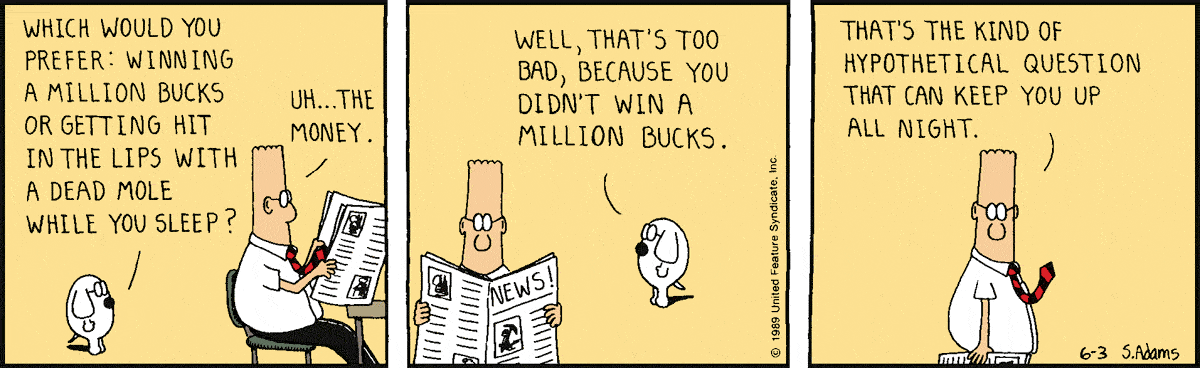 WHICH WOULD YOU
PREFER: WINNING
A MILLION BUCKS
OR GETTING HIT
IN THE LIPS WITH
A DEAD MOLE
WHILE YOU SLEEP?
UH...THE
MONEY.
WELL, THAT'S TOO
BAD, BECAUSE YOU
DIDN'T WIN A
MILLION BUCKS.
NEWS!
© 1989 United Feature Syndicate, Inc.
THAT'S THE KIND OF
HYPOTHETICAL QUESTION
THAT CAN KEEP YOU UP
ALL NIGHT.
6-3 S.Adams